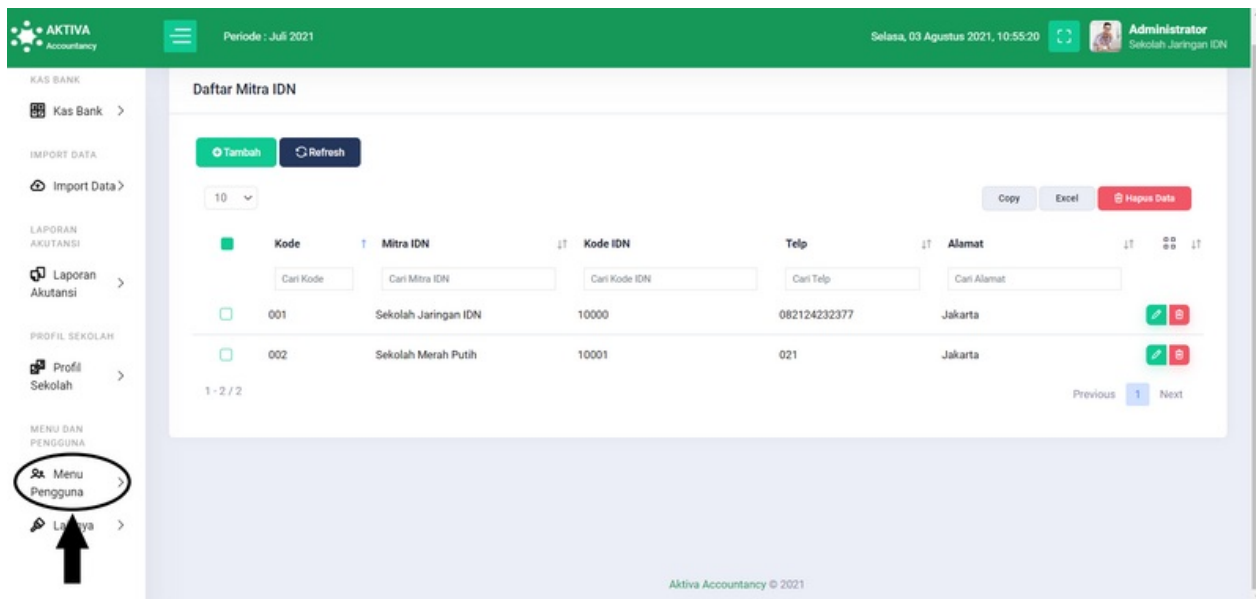 AKTIVA
Accountancy
Periode : Juli 2021
Selasa, 03 Agustus 2021, 10:55:20
Administrator
Sekolah Jaringan IDN
KAS BANK
Kas Bank
IMPORT DATA
Import Data
LAPORAN
AKUTANSI
Laporan
Akutansi
PROFIL SEKOLAH
Profil
Sekolah
MENU DAN
PENGGUNA
Menu
Pengguna
Daftar Mitra IDN
Tambah Refresh
10 Copy Excel Hapus Data
Kode Mitra IDN Kode IDN Telp Alamat
Cari Kode Cari Mitra IDN Cari Kode IDN Cari Telp Cari Alamat
001 Sekolah Jaringan IDN 10000 082124232377 Jakarta
002 Sekolah Merah Putih 10001 021 Jakarta
1 - 2 / 2 Previous 1 Next
Aktiva Accountancy © 2021